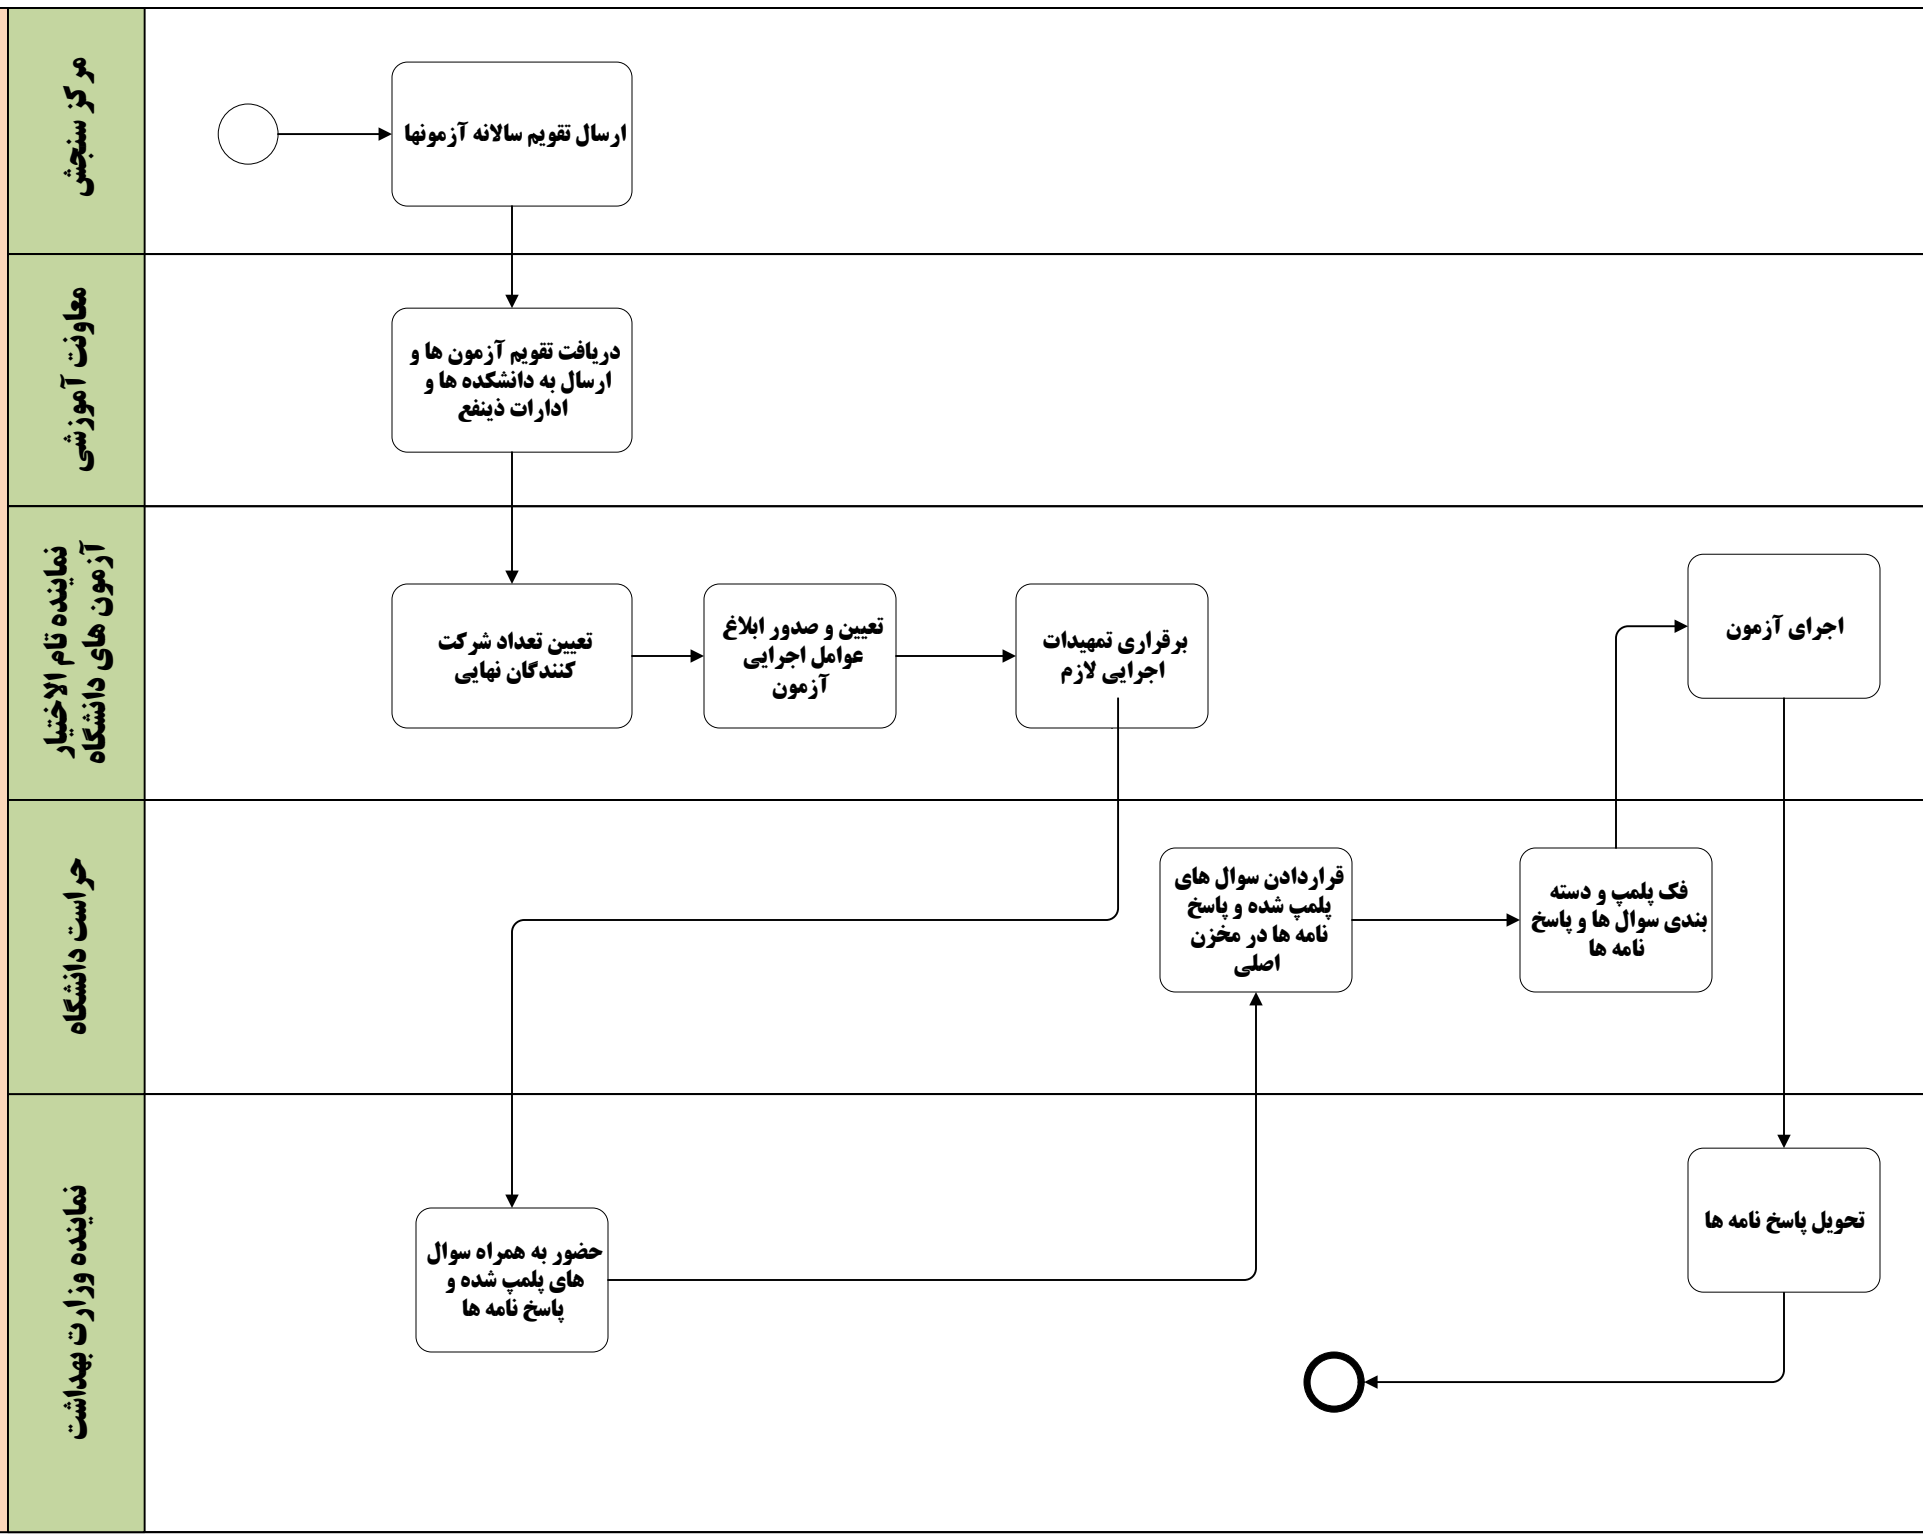 مرکز سنجش
ارسال تقویم سالانه آزمونها
معاونت آموزشی
دریافت تقویم آزمون ها و
ارسال به دانشکده ها و
ادارات ذینفع
نماینده تام الاختیار
آزمون های دانشگاه
تعیین تعداد شرکت
کنندگان نهایی
تعیین و صدور ابلاغ
عوامل اجرایی
آزمون
برقراری تمهیدات
اجرایی لازم
اجرای آزمون
حراست دانشگاه
قراردادن سوال های
پلمپ شده و پاسخ
نامه ها در مخزن
اصلی
فک پلمپ و دسته
بندی سوال ها و پاسخ
نامه ها
نماینده وزارت بهداشت
حضور به همراه سوال
های پلمپ شده و
پاسخ نامه ها
تحویل پاسخ نامه ها